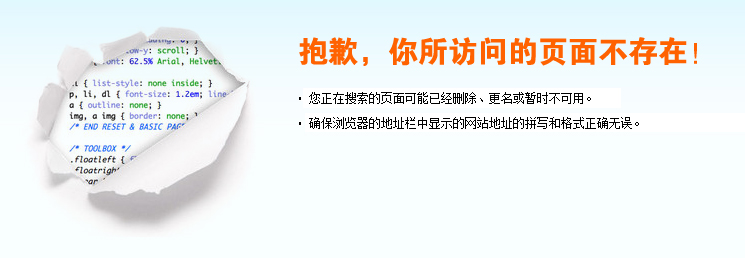 low-y: scroll; }
font: 62.5% Arial, Helvet
l { list-style: none inside; }
p, li, dl { font-size: 1.2em; line
a { outline: none; }
img, a img { border: none; }
/* END RESET & BASIC PAG
/* TOOLBOX */
.floatleft { f
.floatrigh
抱歉，你所访问的页面不存在！
· 您正在搜索的页面可能已经删除、更名或暂时不可用。
· 确保浏览器的地址栏中显示的网站地址的拼写和格式正确无误。